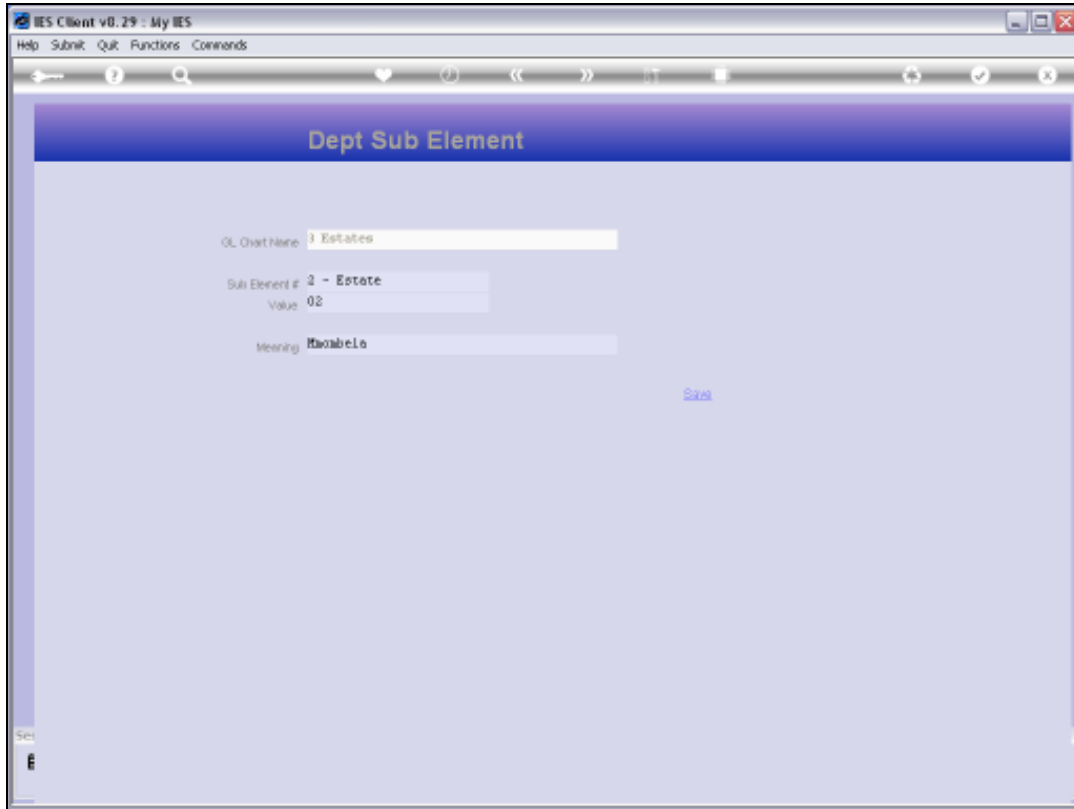 IES Client v8.29 : My IES
Help Submit Quit Functions Commands
Dept Sub Element
GL Chart Name 3 Estates
Sub Element # 2 - Estate
Value 02
Meaning Mbombela
Save
Ses